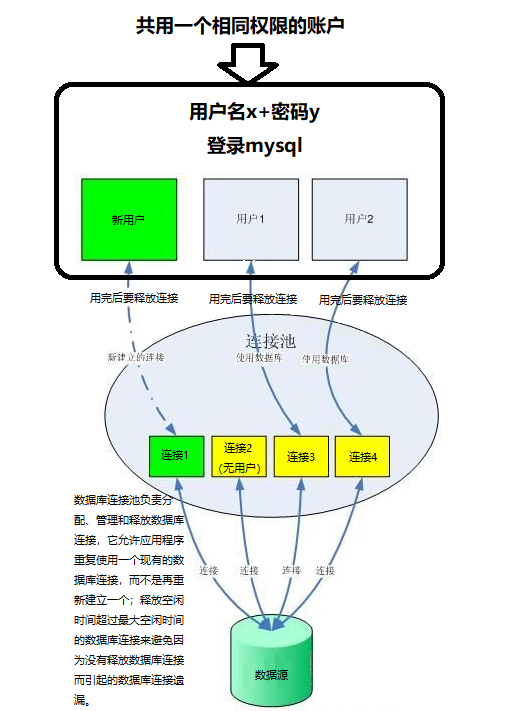 共用一个相同权限的账户
用户名x+密码y
登录mysql
新用户
用户1
用户2
用完后要释放连接
用完后要释放连接
用完后要释放连接
连接池
新建立的连接
使用数据库
使用数据库
连接1
连接2
（无用户）
连接3
连接4
数据库连接池负责分
配、管理和释放数据库
连接，它允许应用程序
重复使用一个现有的数
据库连接，而不是再重
新建立一个；释放空闲
时间超过最大空闲时间
的数据库连接来避免因
为没有释放数据库连接
而引起的数据库连接遗
漏。
连接
连接
连接
连接
数据源